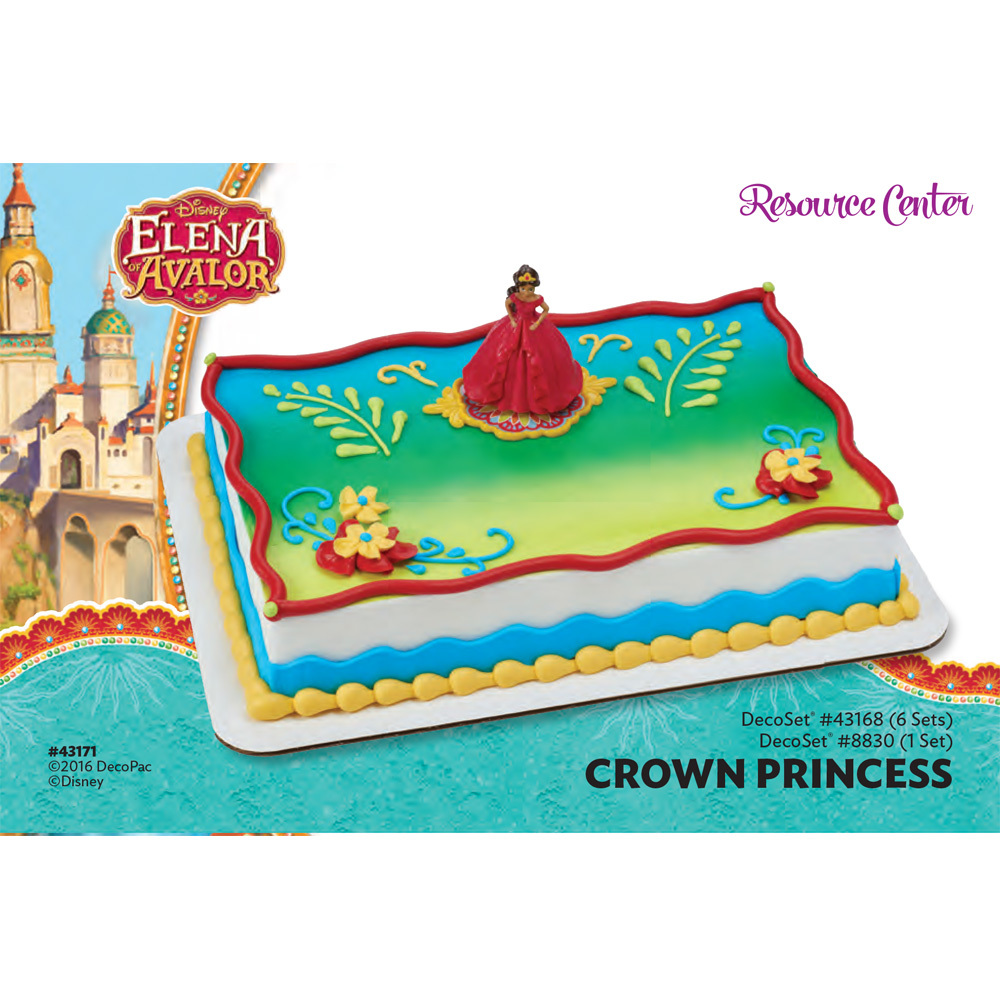 Disney
ELENA
OF AVALOR
Resource Center
DecoSet® #43168 (6 Sets)
DecoSet® #8830 (1 Set)
CROWN PRINCESS
#43171
©2016 DecoPac
©Disney